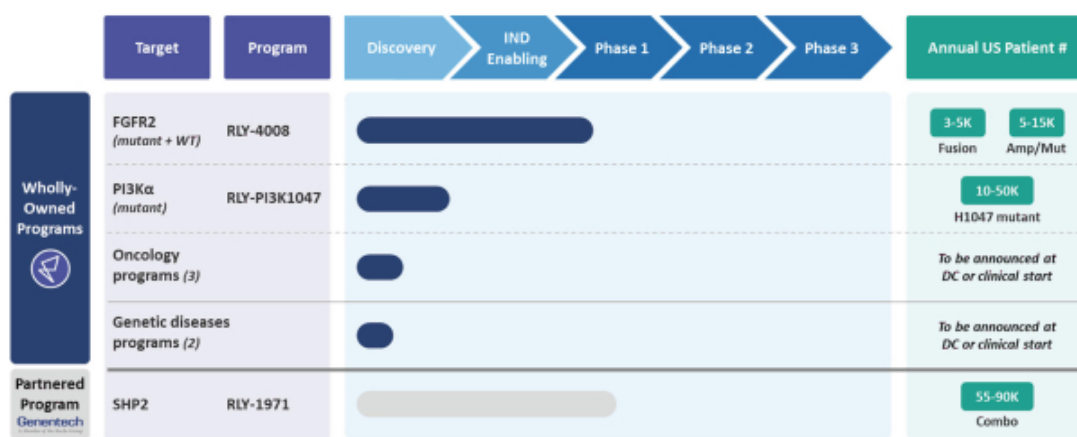 Target
Program
Discovery
IND
Enabling
Phase 1
Phase 2
Phase 3
Annual US Patient #
Wholly-
Owned
Programs
FGFR2
(mutant + WT)
RLY-4008
3-5K
Fusion
5-15K
Amp/Mut
PI3Kα
(mutant)
RLY-PI3K1047
10-50K
H1047 mutant
Oncology
programs (3)
To be announced at
DC or clinical start
Genetic diseases
programs (2)
To be announced at
DC or clinical start
Partnered
Program
Genentech
SHP2
RLY-1971
55-90K
Combo